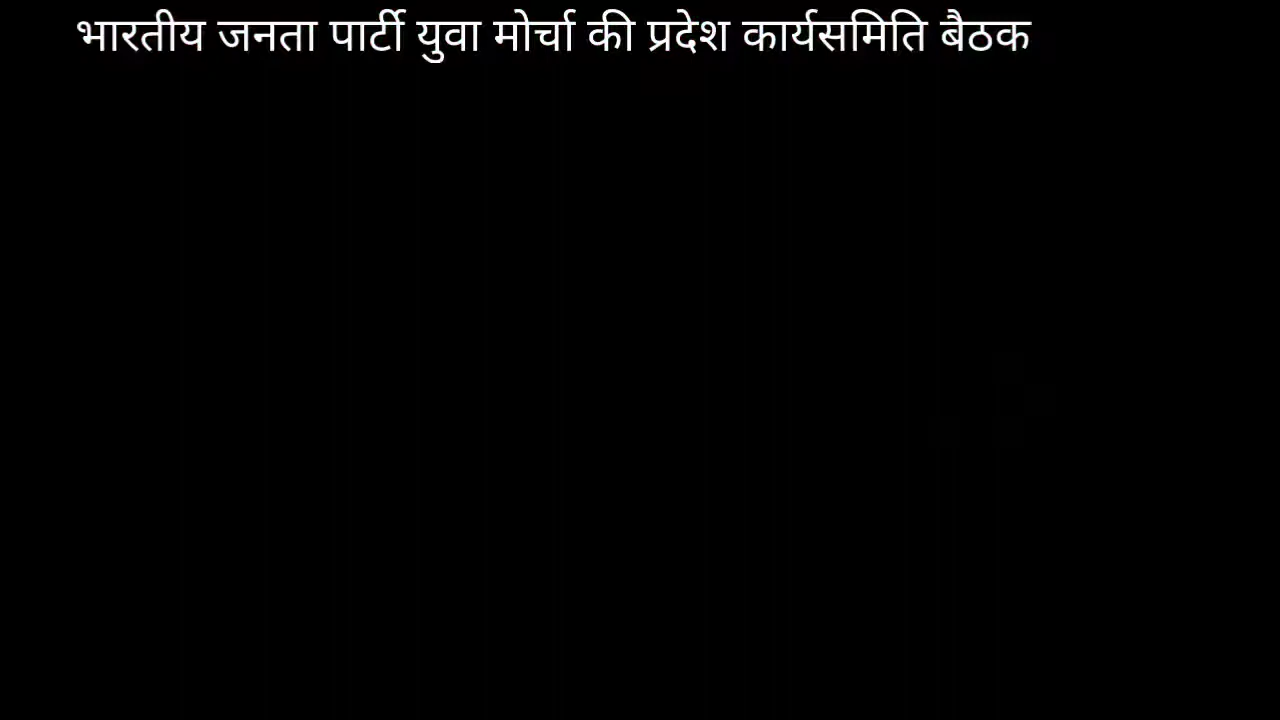 भारतीय जनता पार्टी युवा मोर्चा की प्रदेश कार्यसमिति बैठक